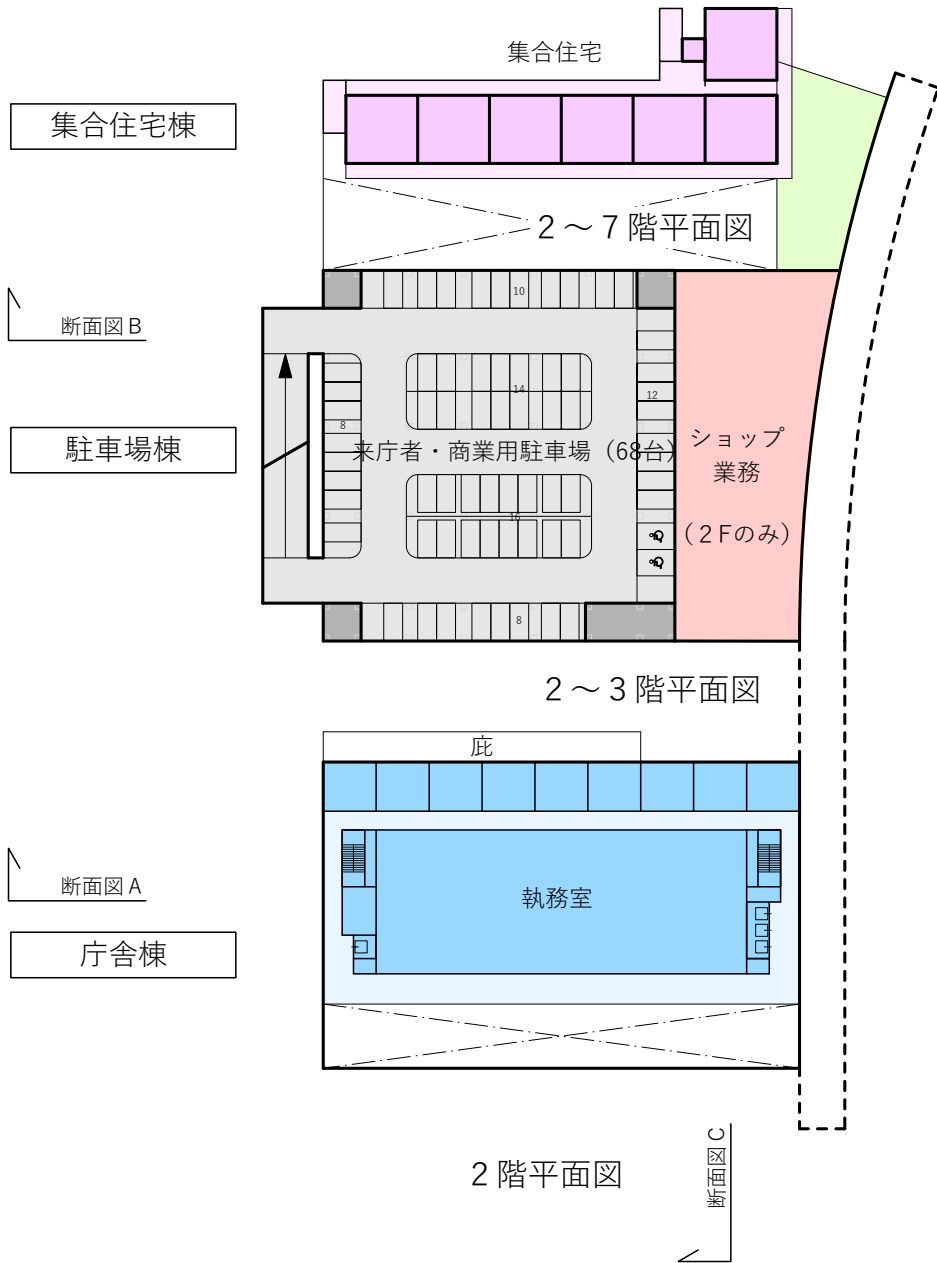 集合住宅
集合住宅棟
2～7階平面図
断面図B
10
14
12
8
駐車場棟
来庁者・商業用駐車場（68台）
ショップ
業務
（2Fのみ）
16
8
2～3階平面図
庇
断面図A
執務室
庁舎棟
2階平面図
断面図C